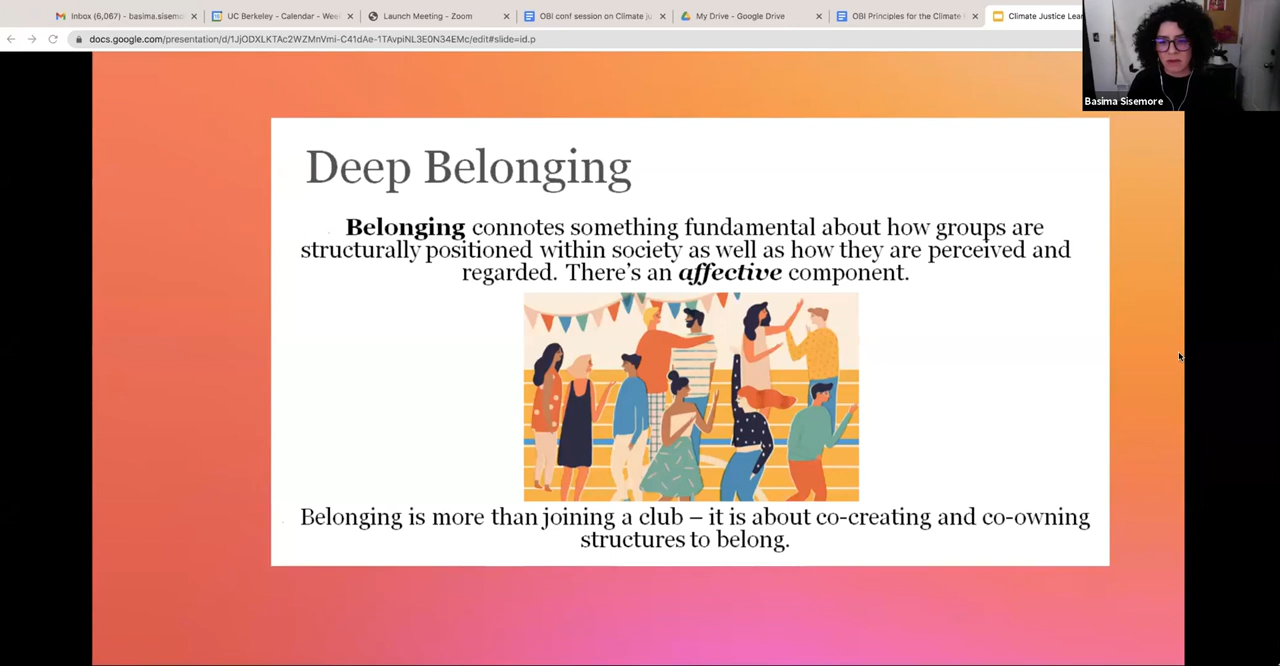 Inbox (6,067) - basima.sisemo
UC Berkeley - Calendar - Wee
Launch Meeting - Zoom
OBI conf session on Climate ju
My Drive - Google Drive
OBI Principles for the Climate
Climate Justice Lear
docs.google.com/presentation/d/1JjODXLKTAc2WZMnVmi-C41dAe-1TAvpiNL3E0N34EMc/edit#slide=id.p
Basima Sisemore
Deep Belonging
Belonging connotes something fundamental about how groups are
structurally positioned within society as well as how they are perceived and
regarded. There's an affective component.
Belonging is more than joining a club – it is about co-creating and co-owning
structures to belong.